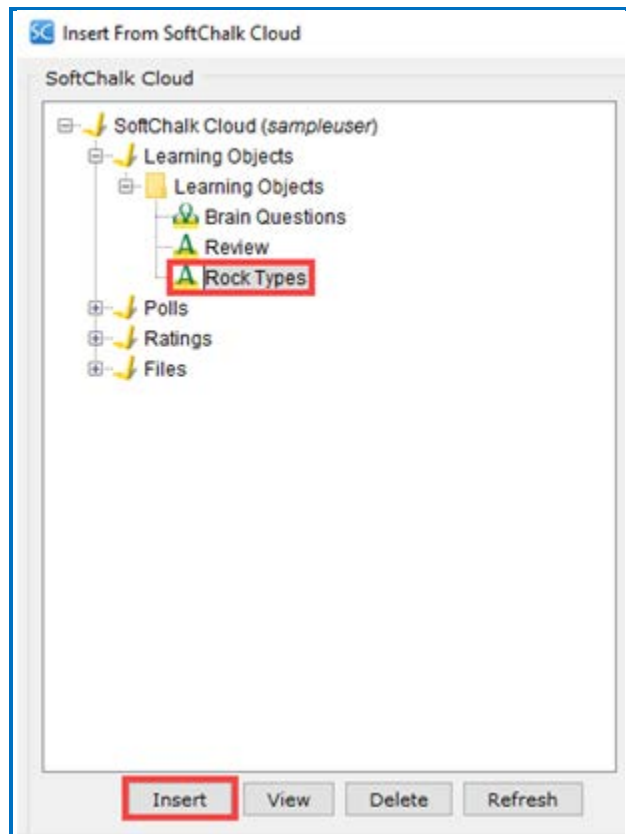 SC Insert From SoftChalk Cloud
SoftChalk Cloud
SoftChalk Cloud (sampleuser)
Learning Objects
Learning Objects
Brain Questions
A Review
A Rock Types
Polls
Ratings
Files
Insert View Delete Refresh